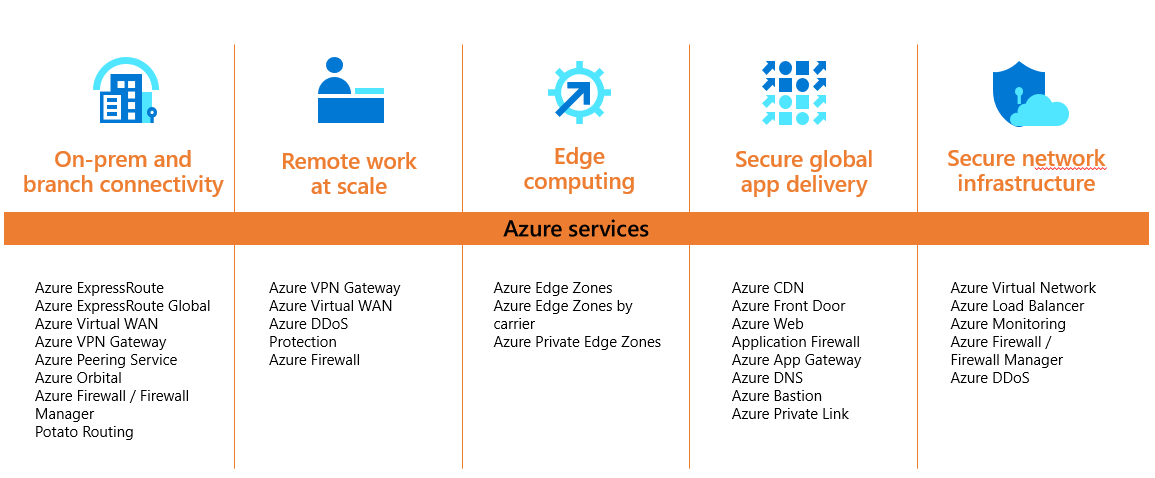 On-prem and
branch connectivity
Remote work
at scale
Edge
computing
Secure global
app delivery
Secure network
infrastructure
Azure services
Azure ExpressRoute
Azure ExpressRoute Global
Azure Virtual WAN
Azure VPN Gateway
Azure Peering Service
Azure Orbital
Azure Firewall / Firewall
Manager
Potato Routing
Azure VPN Gateway
Azure Virtual WAN
Azure DDoS
Protection
Azure Firewall
Azure Edge Zones
Azure Edge Zones by
carrier
Azure Private Edge Zones
Azure CDN
Azure Front Door
Azure Web
Application Firewall
Azure App Gateway
Azure DNS
Azure Bastion
Azure Private Link
Azure Virtual Network
Azure Load Balancer
Azure Monitoring
Azure Firewall /
Firewall Manager
Azure DDoS